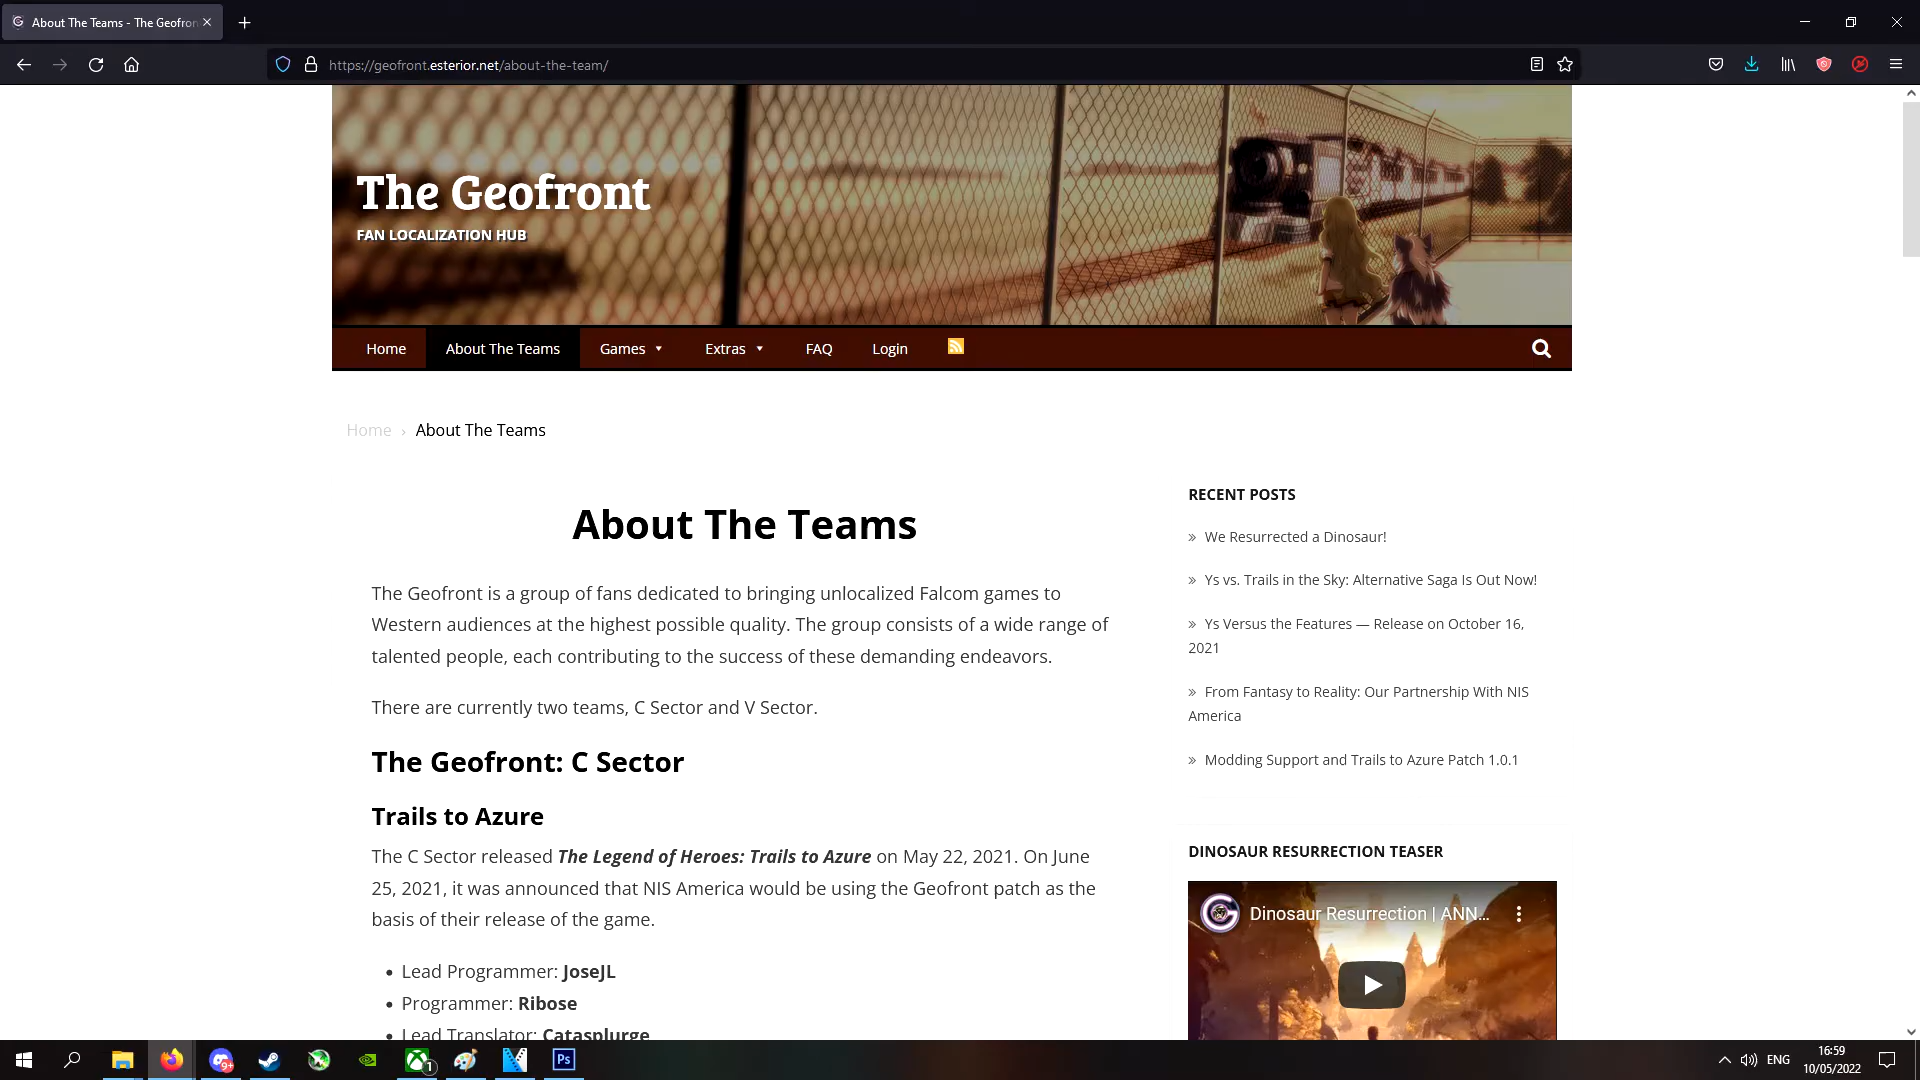 About The Teams - The Geofron
https://geofront.esterior.net/about-the-team/
The Geofront
FAN LOCALIZATION HUB
Home
About The Teams
Games
Extras
FAQ
Login
Home › About The Teams
About The Teams
The Geofront is a group of fans dedicated to bringing unlocalized Falcom games to
Western audiences at the highest possible quality. The group consists of a wide range of
talented people, each contributing to the success of these demanding endeavors.
There are currently two teams, C Sector and V Sector.
The Geofront: C Sector
Trails to Azure
The C Sector released The Legend of Heroes: Trails to Azure on May 22, 2021. On June
25, 2021, it was announced that NIS America would be using the Geofront patch as the
basis of their release of the game.
• Lead Programmer: JoseJL
• Programmer: Ribose
• Lead Translator: Catasplurge
RECENT POSTS
» We Resurrected a Dinosaur!
» Ys vs. Trails in the Sky: Alternative Saga Is Out Now!
» Ys Versus the Features — Release on October 16,
2021
» From Fantasy to Reality: Our Partnership With NIS
America
» Modding Support and Trails to Azure Patch 1.0.1
DINOSAUR RESURRECTION TEASER
Dinosaur Resurrection | ANN...
9+
1
Ps
ENG
16:59
10/05/2022